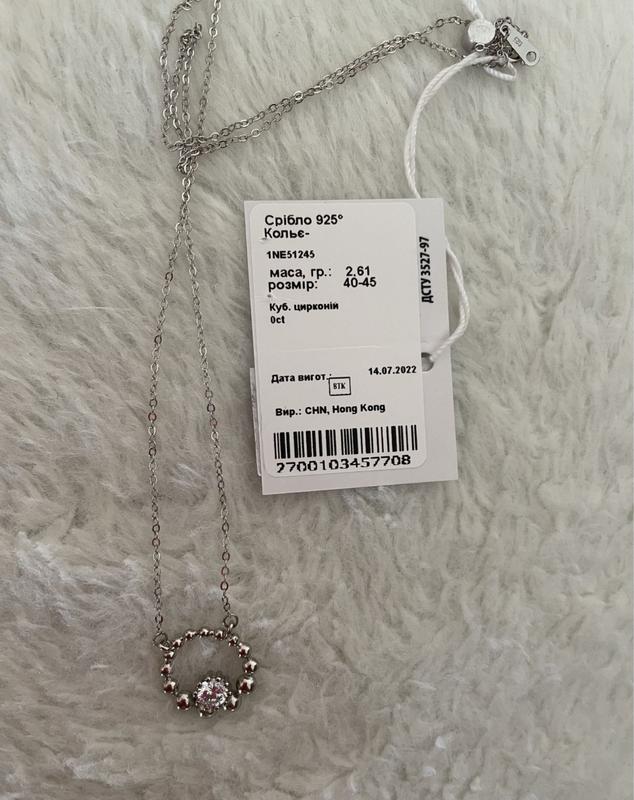 Срібло 925°
Кольє-
1NE51245
маса, гр.: 2,61
розмір: 40-45
Куб. цирконій
0ct
Дата вигот.: 14.07.2022
ВТК
Вир.: CHN, Hong Kong
2700103457708
ДСТУ 3527-97
925